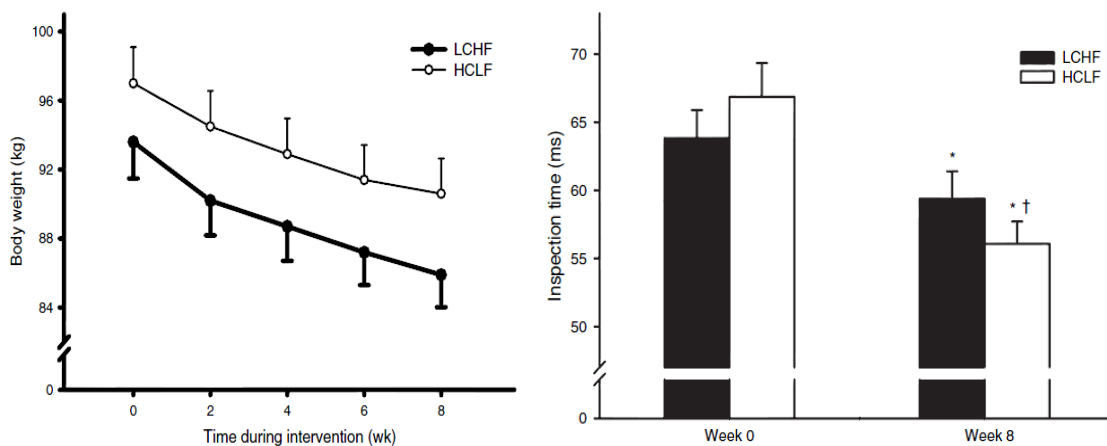 100
96
92
88
84
0
Body weight (kg)
LCHF
HCLF
0 2 4 6 8
Time during intervention (wk)
70
65
60
55
50
0
Inspection time (ms)
LCHF
HCLF
*
* †
Week 0 Week 8